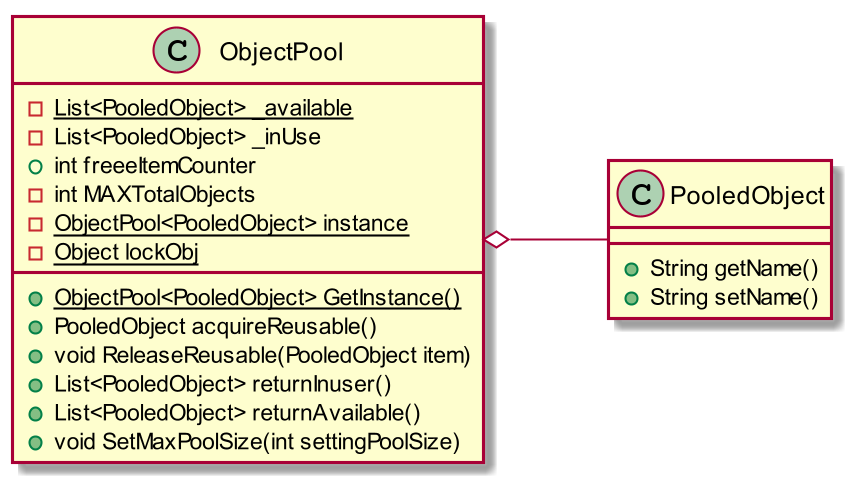 C ObjectPool
List<PooledObject> _available
List<PooledObject> _inUse
int freeeItemCounter
int MAXTotalObjects
ObjectPool<PooledObject> instance
Object lockObj
ObjectPool<PooledObject> GetInstance()
PooledObject acquireReusable()
void ReleaseReusable(PooledObject item)
List<PooledObject> returnInuser()
List<PooledObject> returnAvailable()
void SetMaxPoolSize(int settingPoolSize)
C PooledObject
String getName()
String setName()